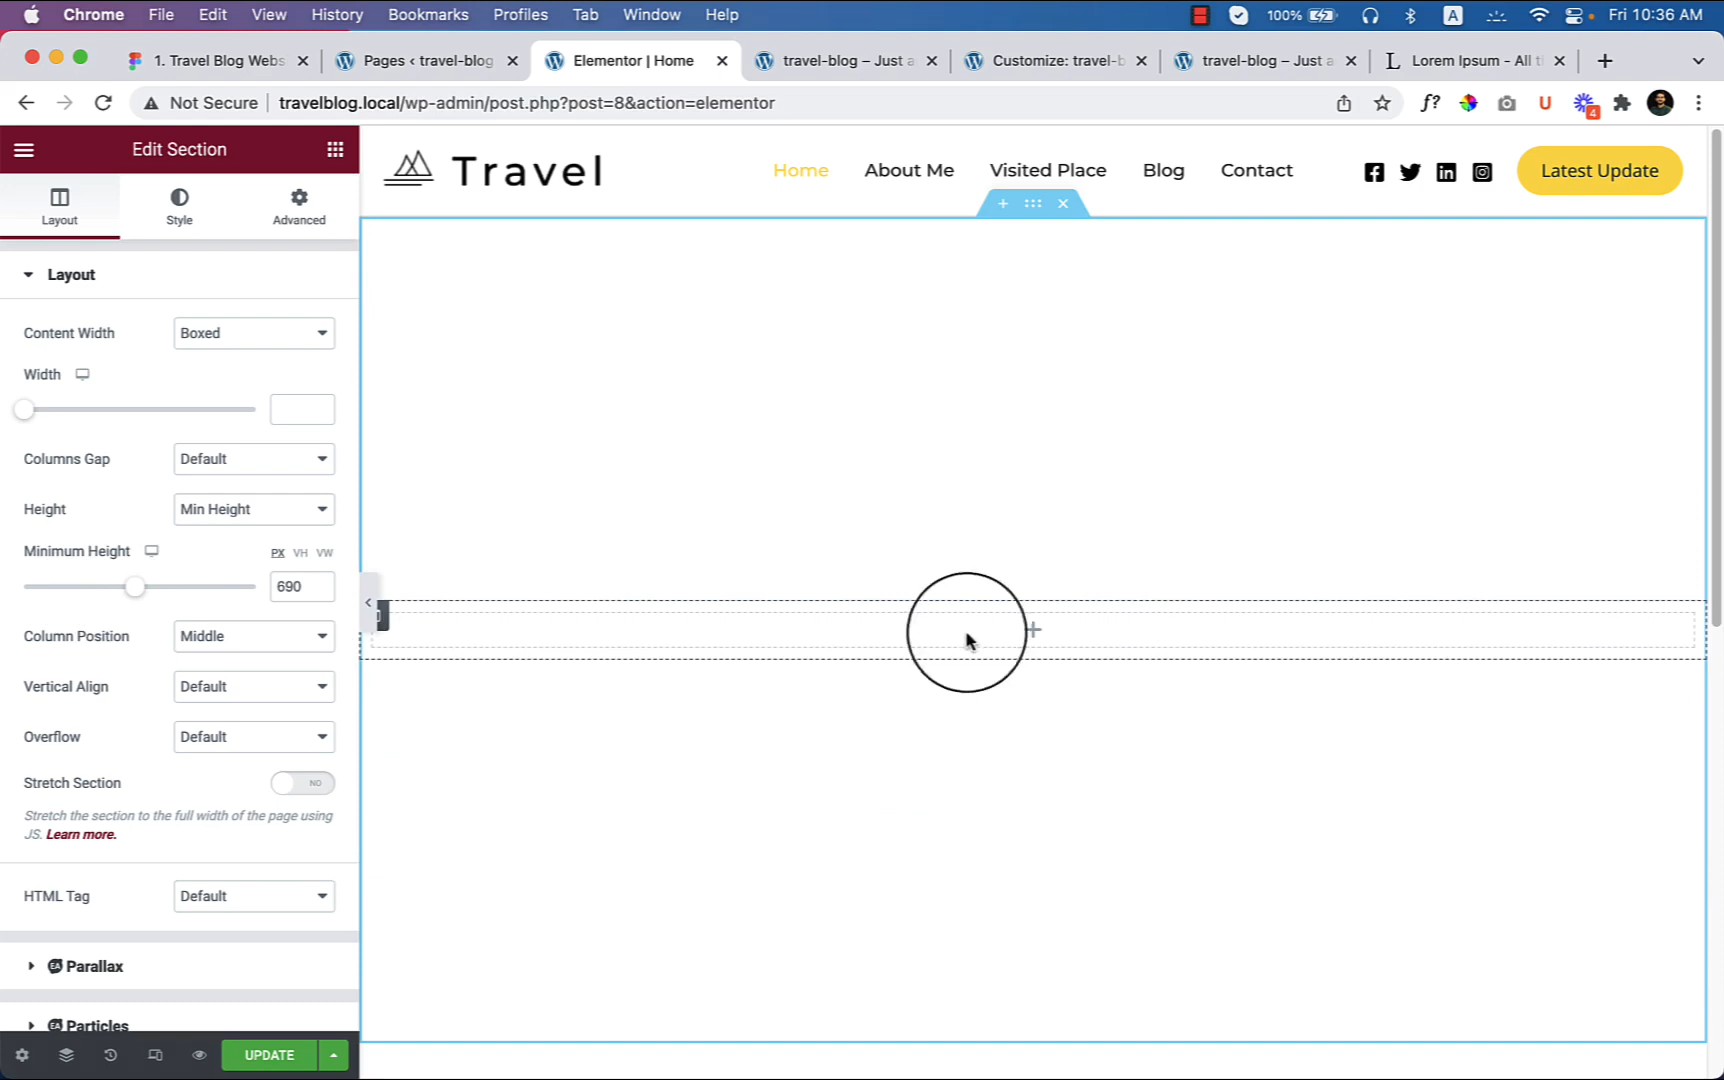 Chrome File Edit View History Bookmarks Profiles Tab Window Help 100% A Fri 10:36 AM
1. Travel Blog Webs Pages ‹ travel-blog Elementor | Home travel-blog – Just a Customize: travel-b travel-blog – Just a L Lorem Ipsum - All t
Not Secure travelblog.local/wp-admin/post.php?post=8&action=elementor f? U 4
Edit Section
Layout Style Advanced
Travel Home About Me Visited Place Blog Contact Latest Update
Layout
Content Width Boxed
Width
Columns Gap Default
Height Min Height
Minimum Height PX VH VW
690
Column Position Middle
Vertical Align Default
Overflow Default
Stretch Section NO
Stretch the section to the full width of the page using
JS. Learn more.
HTML Tag Default
EA Parallax
EA Particles
UPDATE